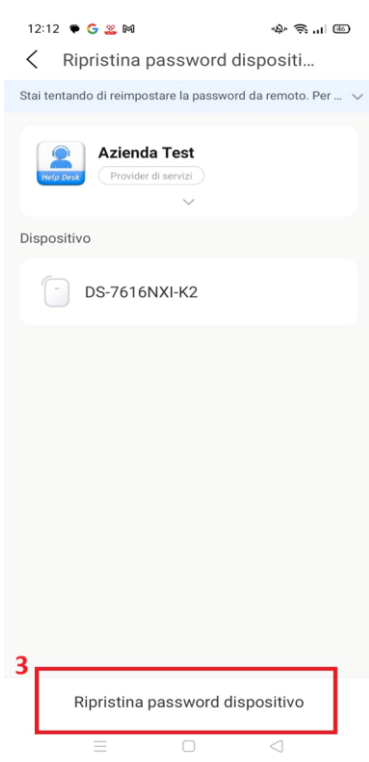 12:12
46
Ripristina password dispositi...
Stai tentando di reimpostare la password da remoto. Per ...
Help Desk
Azienda Test
Provider di servizi
Dispositivo
DS-7616NXI-K2
3
Ripristina password dispositivo